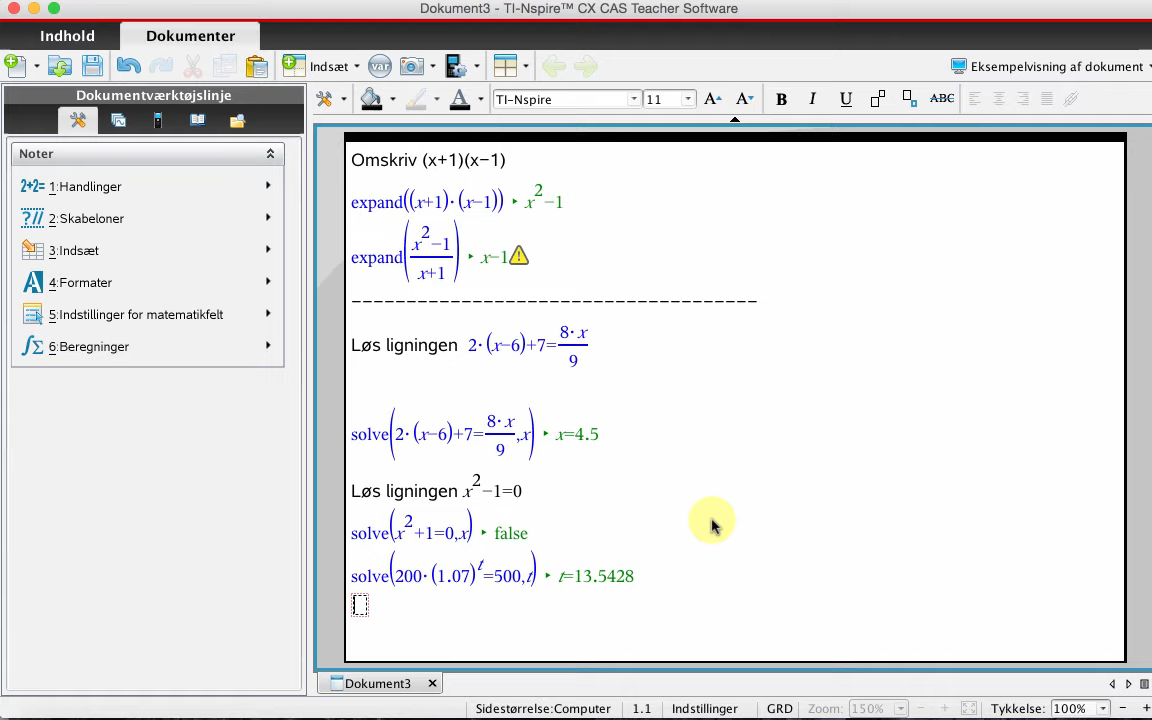 Dokument3 - TI-Nspire™ CX CAS Teacher Software
Indhold Dokumenter
Indsæt var Eksempelvisning af dokument
Dokumentværktøjslinje
TI-Nspire 11 A A B I U ABC
Noter
2+2= 1:Handlinger
?// 2:Skabeloner
3:Indsæt
A 4:Formater
5:Indstillinger for matematikfelt
∫Σ 6:Beregninger
Omskriv (x+1)(x−1)
expand((x+1)·(x−1)) ▸ x²−1
expand((x²−1)/(x+1)) ▸ x−1
-------------------------------------
Løs ligningen 2·(x−6)+7=8·x/9
solve(2·(x−6)+7=8·x/9,x) ▸ x=4.5
Løs ligningen x²−1=0
solve(x²+1=0,x) ▸ false
solve(200·(1.07)^t=500,t) ▸ t=13.5428
Dokument3
Sidestørrelse:Computer 1.1 Indstillinger GRD Zoom: 150% − + Tykkelse: 100% − +